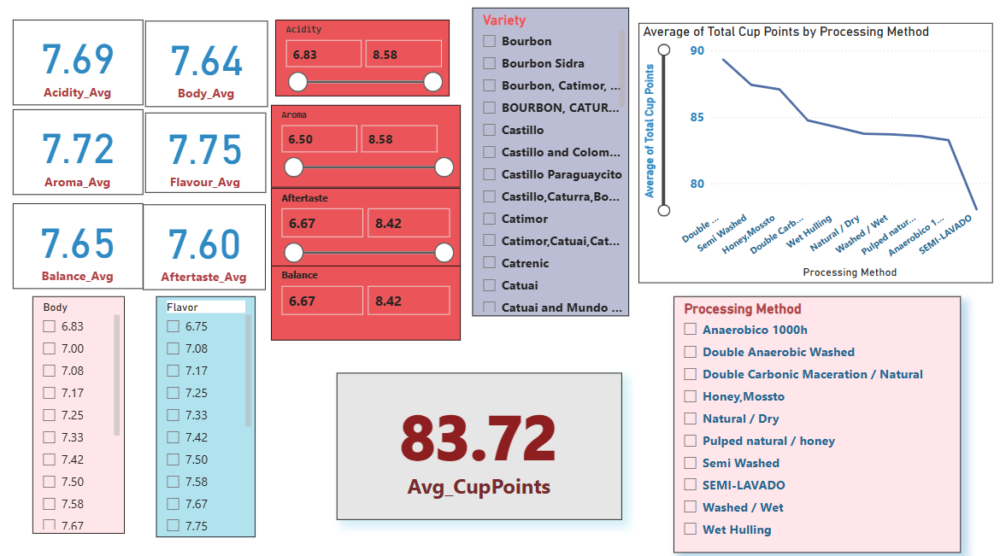 7.69
Acidity_Avg
7.64
Body_Avg
7.72
Aroma_Avg
7.75
Flavour_Avg
7.65
Balance_Avg
7.60
Aftertaste_Avg
Acidity
6.83 8.58
Aroma
6.50 8.58
Aftertaste
6.67 8.42
Balance
6.67 8.42
Variety
Bourbon
Bourbon Sidra
Bourbon, Catimor, ...
BOURBON, CATUR...
Castillo
Castillo and Colom...
Castillo Paraguaycito
Castillo,Caturra,Bo...
Catimor
Catimor,Catuai,Cat...
Catrenic
Catuai
Catuai and Mundo ...
Average of Total Cup Points by Processing Method
Average of Total Cup Points
90
85
80
Double ...
Semi Washed
Honey,Mossto
Double Carb...
Wet Hulling
Natural / Dry
Washed / Wet
Pulped natur...
Anaerobico 1...
SEMI-LAVADO
Processing Method
Body
6.83
7.00
7.08
7.17
7.25
7.33
7.42
7.50
7.58
7.67
Flavor
6.75
7.08
7.17
7.25
7.33
7.42
7.50
7.58
7.67
7.75
83.72
Avg_CupPoints
Processing Method
Anaerobico 1000h
Double Anaerobic Washed
Double Carbonic Maceration / Natural
Honey,Mossto
Natural / Dry
Pulped natural / honey
Semi Washed
SEMI-LAVADO
Washed / Wet
Wet Hulling